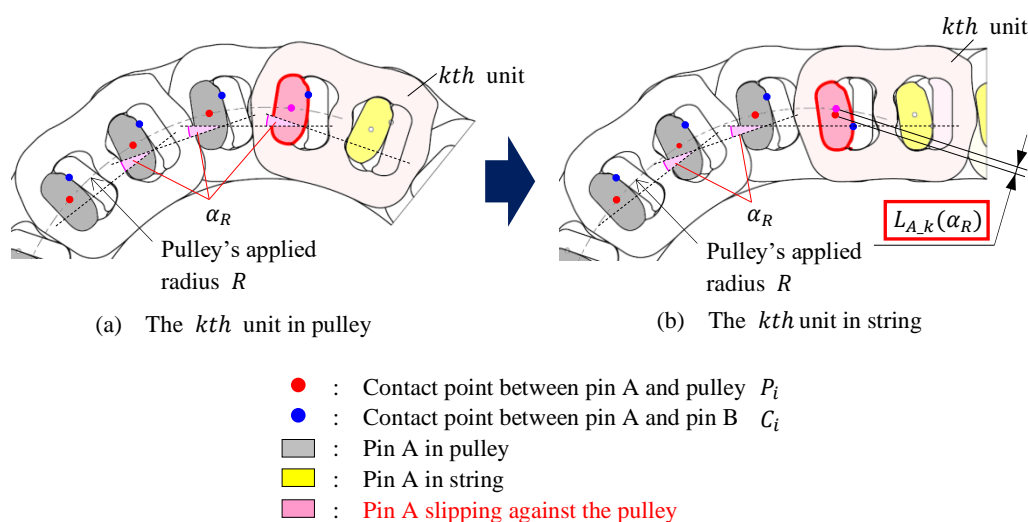 kth unit
α_R
Pulley's applied
radius R
(a) The kth unit in pulley
kth unit
α_R
L_{A_k}(α_R)
Pulley's applied
radius R
(b) The kth unit in string
: Contact point between pin A and pulley P_i
: Contact point between pin A and pin B C_i
: Pin A in pulley
: Pin A in string
: Pin A slipping against the pulley